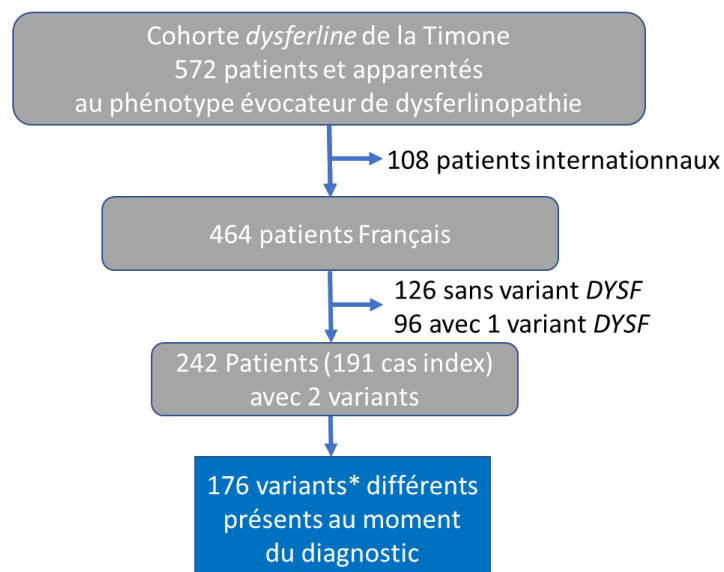 Cohorte dysferline de la Timone
572 patients et apparentés
au phénotype évocateur de dysferlinopathie
108 patients internationnaux
464 patients Français
126 sans variant DYSF
96 avec 1 variant DYSF
242 Patients (191 cas index)
avec 2 variants
176 variants* différents
présents au moment
du diagnostic